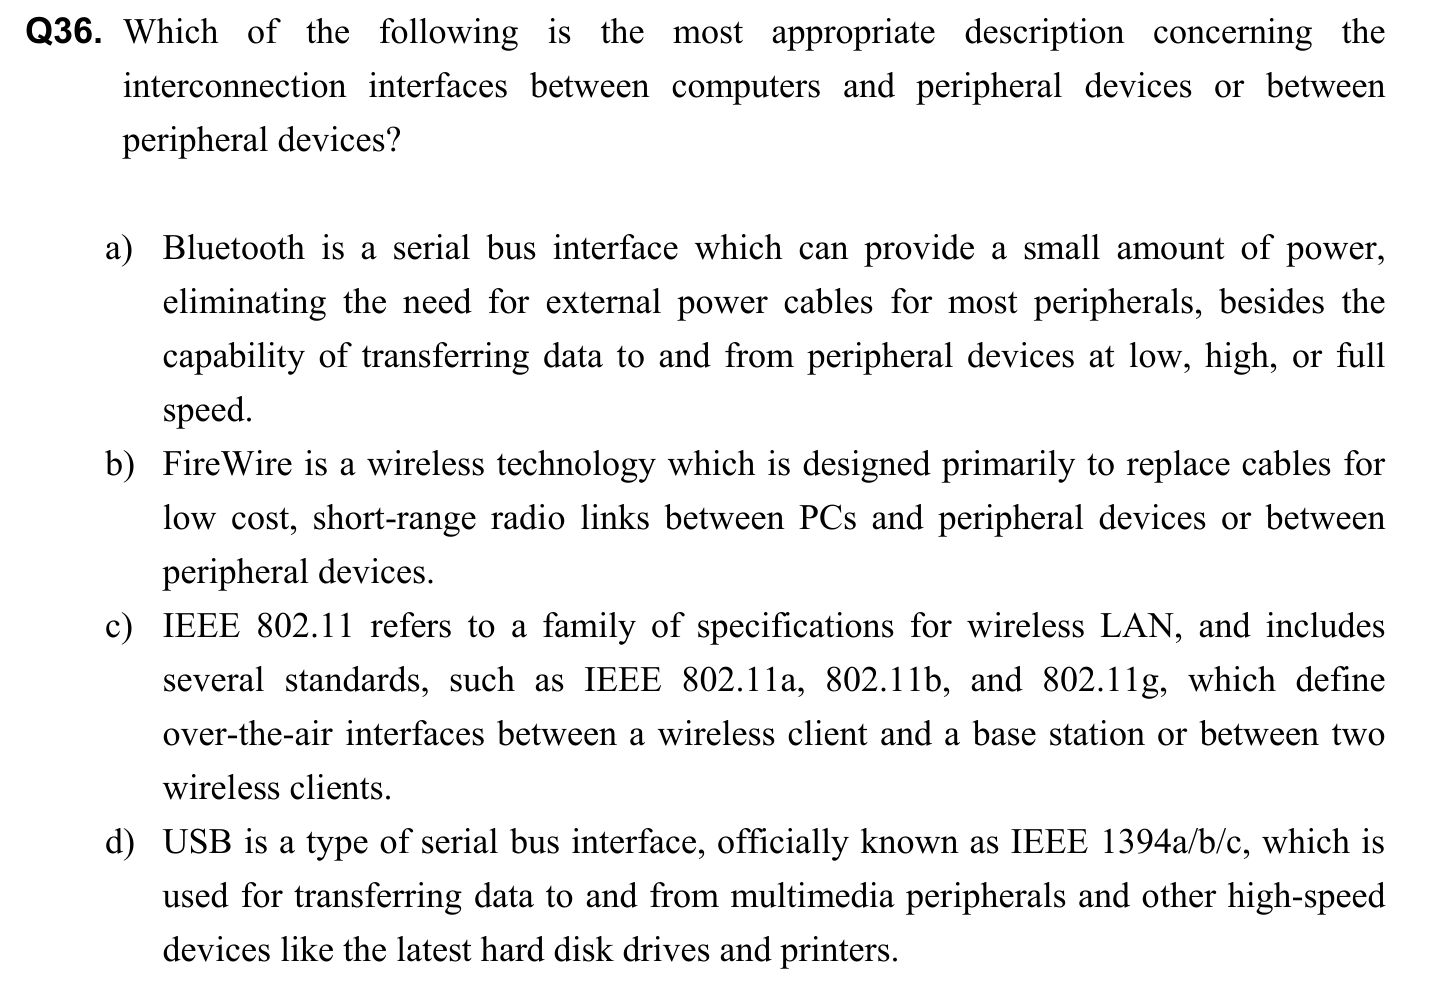 Q36. Which of the following is the most appropriate description concerning the
interconnection interfaces between computers and peripheral devices or between
peripheral devices?
a) Bluetooth is a serial bus interface which can provide a small amount of power,
eliminating the need for external power cables for most peripherals, besides the
capability of transferring data to and from peripheral devices at low, high, or full
speed.
b) FireWire is a wireless technology which is designed primarily to replace cables for
low cost, short-range radio links between PCs and peripheral devices or between
peripheral devices.
c) IEEE 802.11 refers to a family of specifications for wireless LAN, and includes
several standards, such as IEEE 802.11a, 802.11b, and 802.11g, which define
over-the-air interfaces between a wireless client and a base station or between two
wireless clients.
d) USB is a type of serial bus interface, officially known as IEEE 1394a/b/c, which is
used for transferring data to and from multimedia peripherals and other high-speed
devices like the latest hard disk drives and printers.